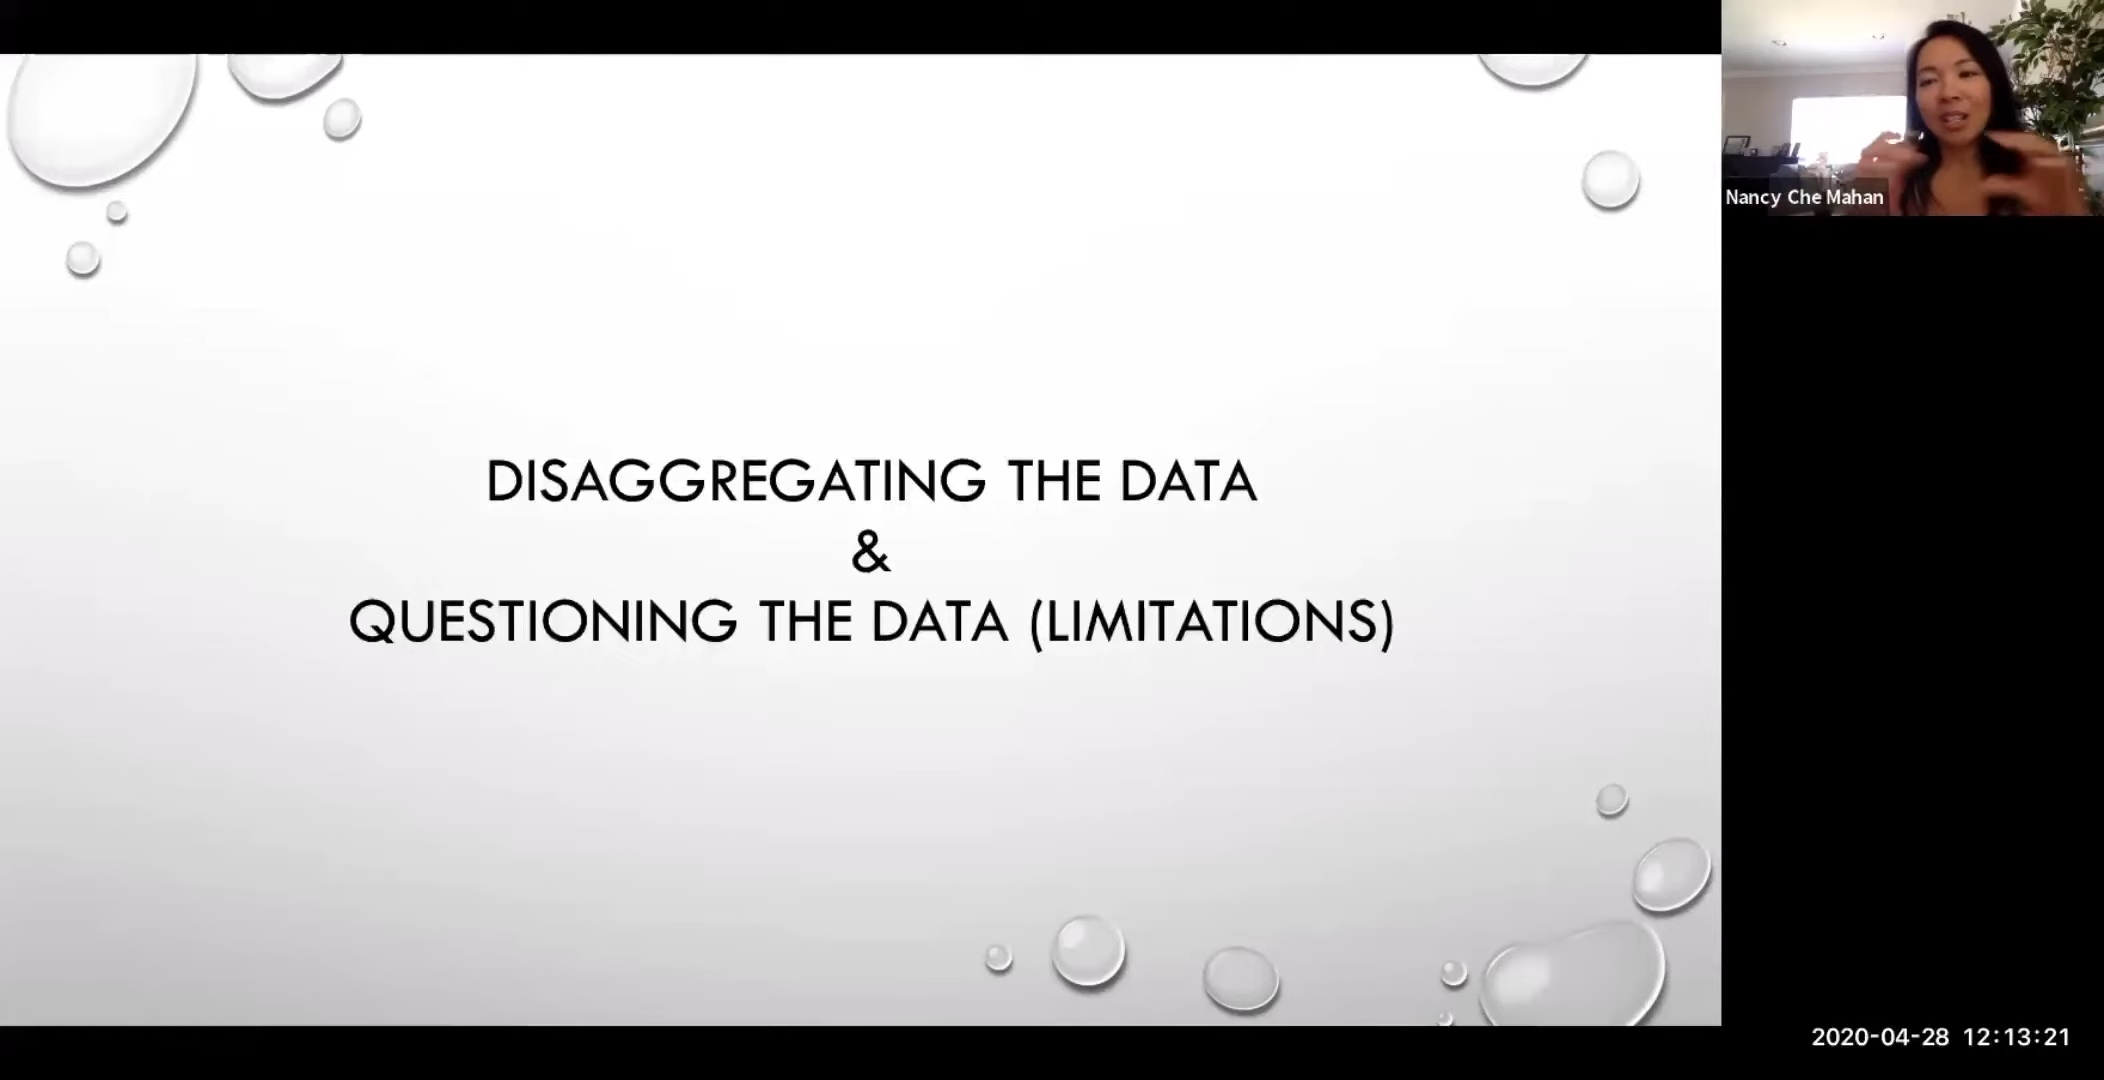 DISAGGREGATING THE DATA
&
QUESTIONING THE DATA (LIMITATIONS)
Nancy Che Mahan
2020-04-28 12:13:21